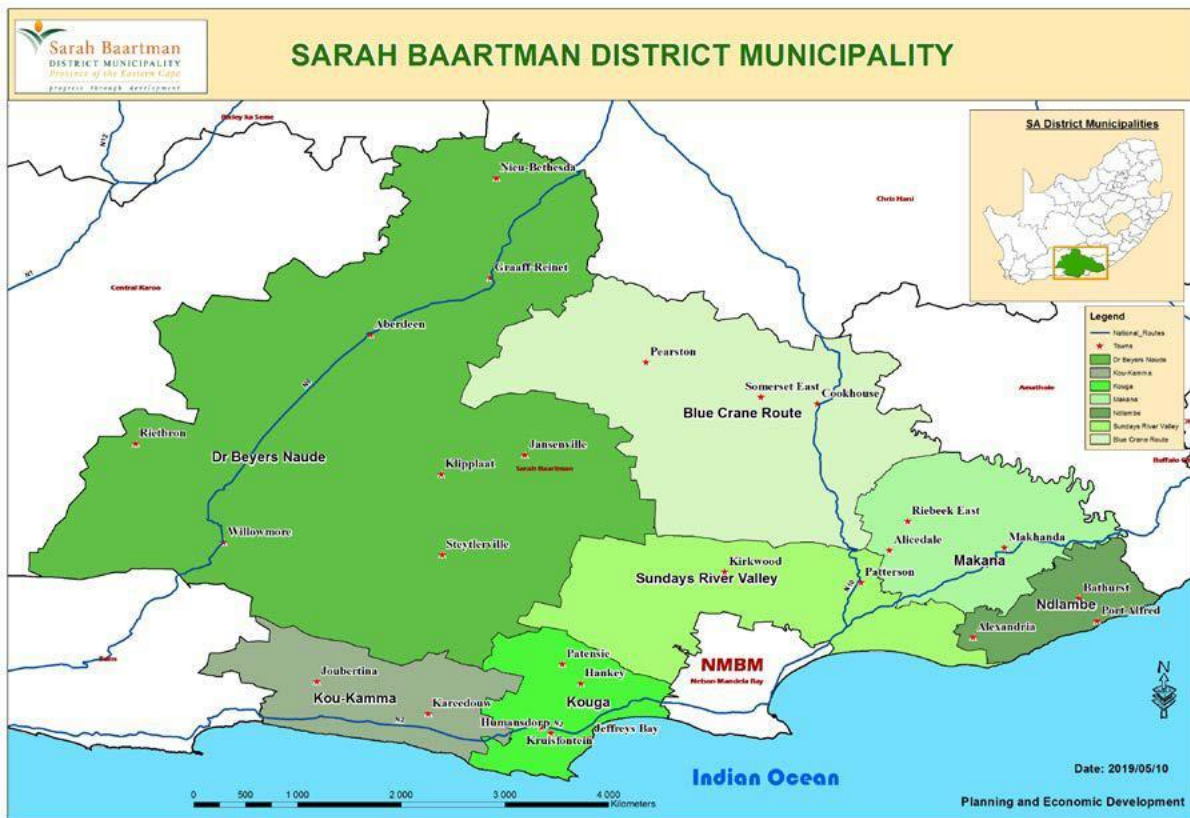 Sarah Baartman
DISTRICT MUNICIPALITY
Province of the Eastern Cape
progress through development
SARAH BAARTMAN DISTRICT MUNICIPALITY
SA District Municipalities
N12
N1
Central Karoo
Chris Hani
Amathole
Nieu-Bethesda
Graaff-Reinet
Aberdeen
Rietbron
Dr Beyers Naude
Klipplaat
Jansenville
Sarah Baartman
Willowmore
Steytlerville
Pearston
Somerset East
Cookhouse
Blue Crane Route
Riebeek East
Alicedale
Makhanda
Makana
Kirkwood
Sundays River Valley
Patterson
N10
Bathurst
Ndlambe
Port Alfred
Alexandria
Patensie
Hankey
Kouga
NMBM
Nelson Mandela Bay
Joubertina
Kou-Kamma
Kareedouw
N2
Humansdorp
N2
Jeffreys Bay
Kruisfontein
Legend
National_Routes
Towns
Dr Beyers Naude
Kou-Kamma
Kouga
Makana
Ndlambe
Sundays River Valley
Blue Crane Route
N
Indian Ocean
0 500 1 000 2 000 3 000 4 000
Kilometers
Date: 2019/05/10
Planning and Economic Development